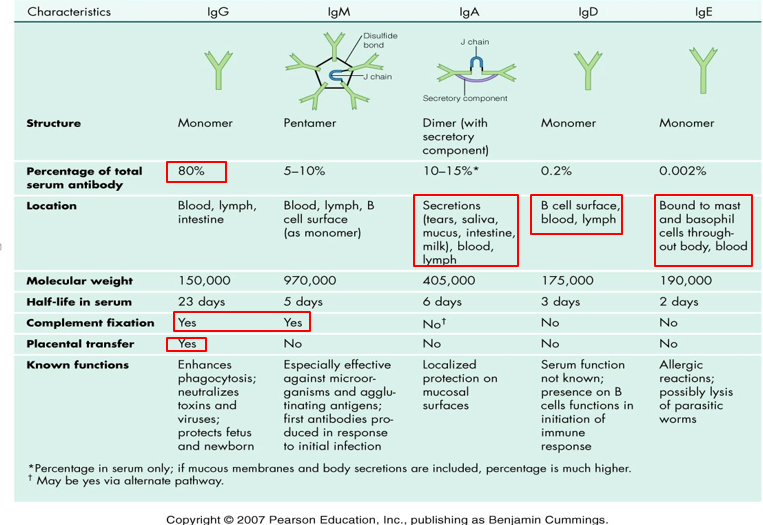 Characteristics IgG IgM IgA IgD IgE
Disulfide
bond
J chain
J chain
Secretory component
Structure Monomer Pentamer Dimer (with
secretory
component)
Monomer Monomer
Percentage of total
serum antibody
80% 5–10% 10–15%* 0.2% 0.002%
Location
Blood, lymph,
intestine
Blood, lymph, B
cell surface
(as monomer)
Secretions
(tears, saliva,
mucus, intestine,
milk), blood,
lymph
B cell surface,
blood, lymph
Bound to mast
and basophil
cells through-
out body, blood
Molecular weight 150,000 970,000 405,000 175,000 190,000
Half-life in serum 23 days 5 days 6 days 3 days 2 days
Complement fixation Yes Yes No† No No
Placental transfer Yes No No No No
Known functions
Enhances
phagocytosis;
neutralizes
toxins and
viruses;
protects fetus
and newborn
Especially effective
against microor-
ganisms and agglu-
tinating antigens;
first antibodies pro-
duced in response
to initial infection
Localized
protection on
mucosal
surfaces
Serum function
not known;
presence on B
cells functions in
initiation of
immune
response
Allergic
reactions;
possibly lysis
of parasitic
worms
*Percentage in serum only; if mucous membranes and body secretions are included, percentage is much higher.
† May be yes via alternate pathway.
Copyright © 2007 Pearson Education, Inc., publishing as Benjamin Cummings.